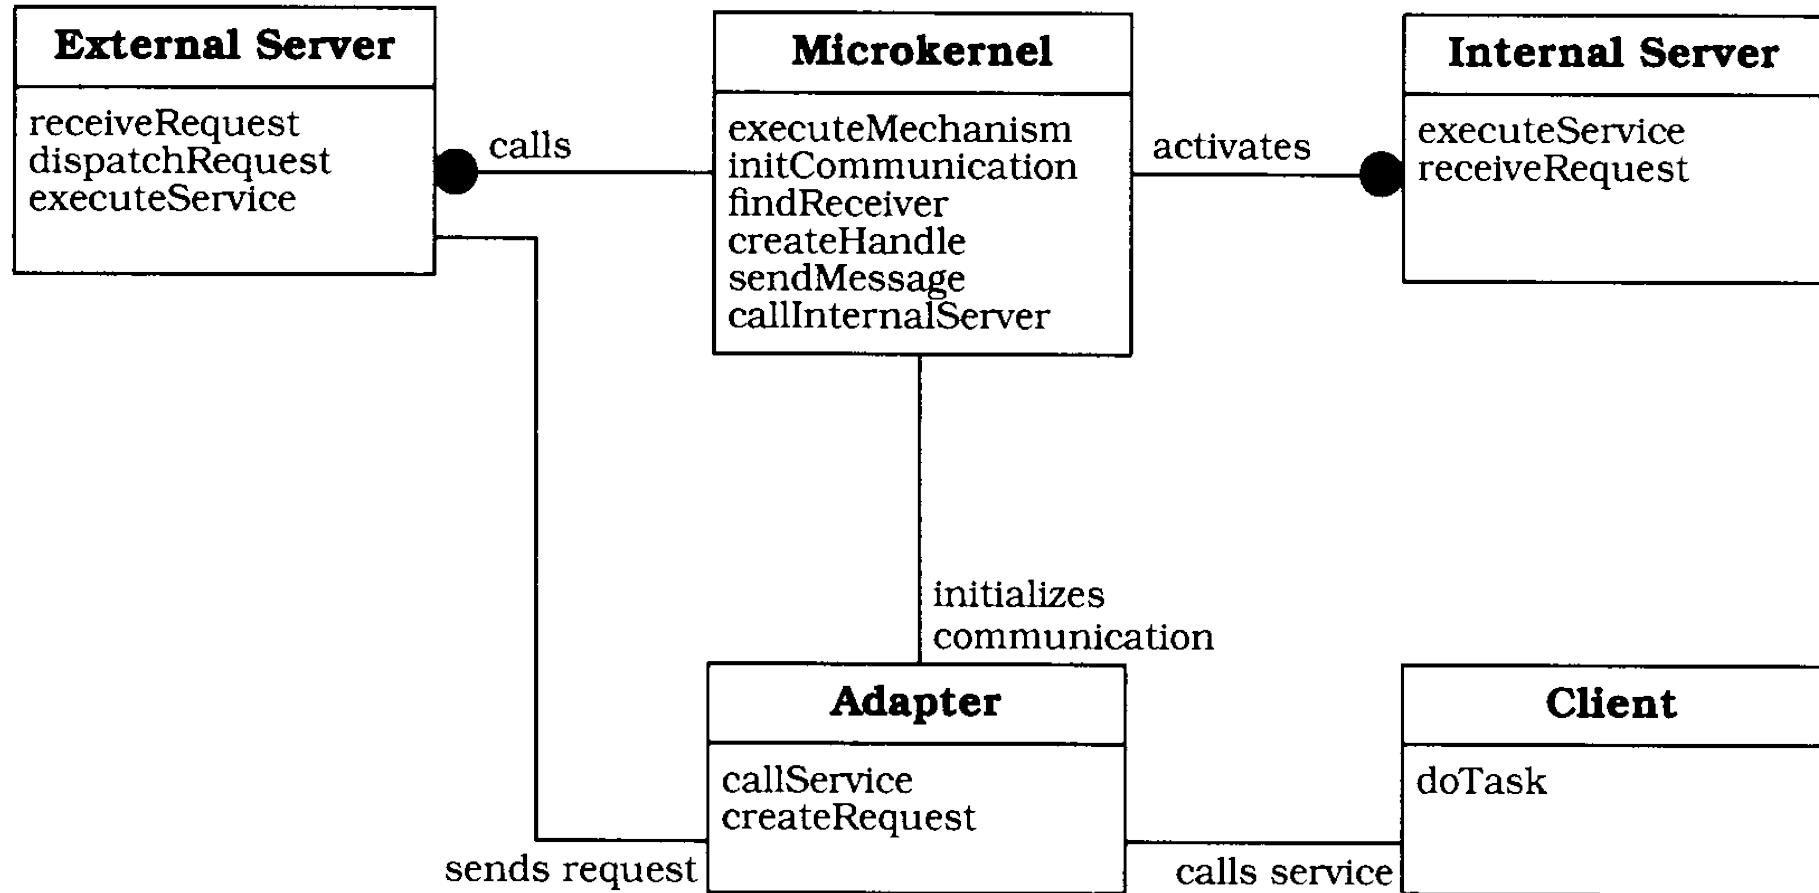 External Server
receiveRequest
dispatchRequest
executeService
calls
Microkernel
executeMechanism
initCommunication
findReceiver
createHandle
sendMessage
callInternalServer
activates
Internal Server
executeService
receiveRequest
initializes
communication
Adapter
callService
createRequest
sends request
Client
doTask
calls service